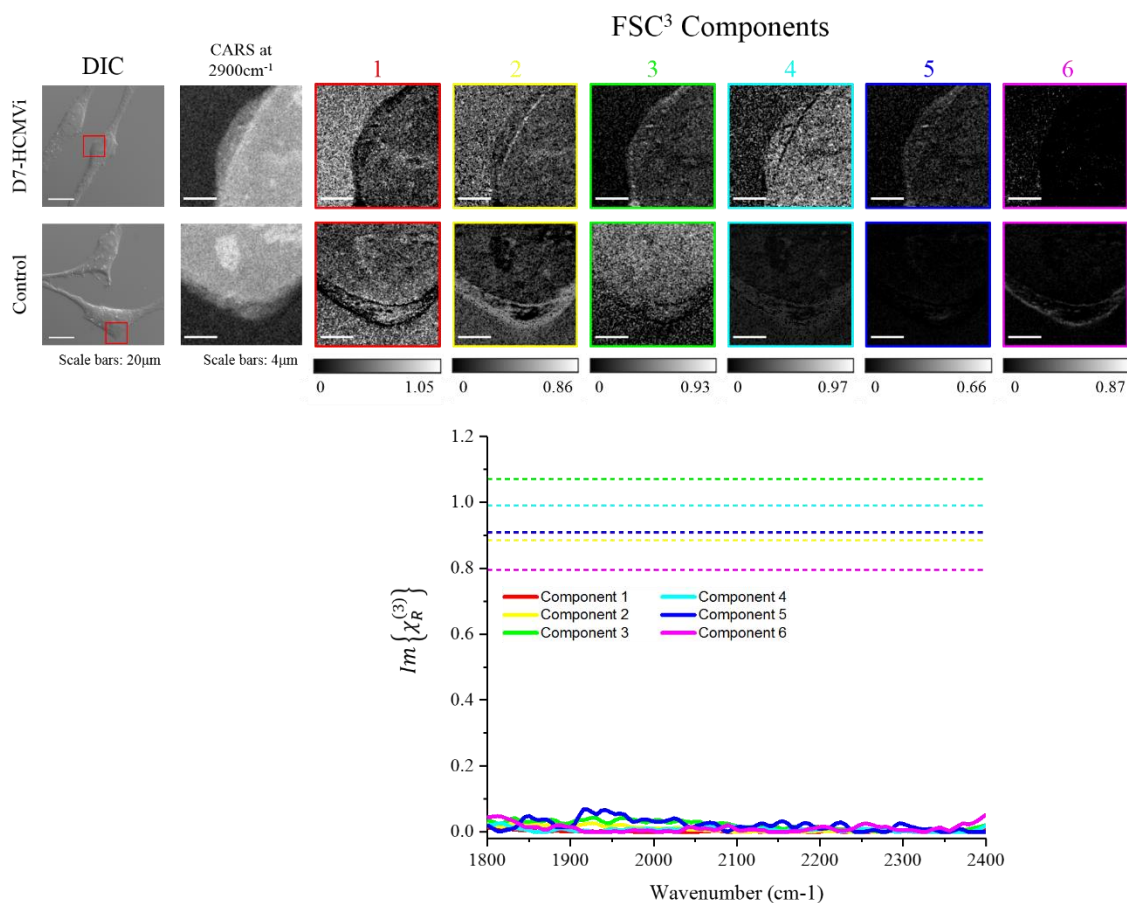 FSC³ Components
DIC
CARS at
2900cm⁻¹
1 2 3 4 5 6
D7-HCMVi
Control
Scale bars: 20μm Scale bars: 4μm
0 1.05 0 0.86 0 0.93 0 0.97 0 0.66 0 0.87
1.2
1.0
0.8
0.6
0.4
0.2
0.0
Im{χ_R^(3)}
Component 1 Component 4
Component 2 Component 5
Component 3 Component 6
1800 1900 2000 2100 2200 2300 2400
Wavenumber (cm-1)